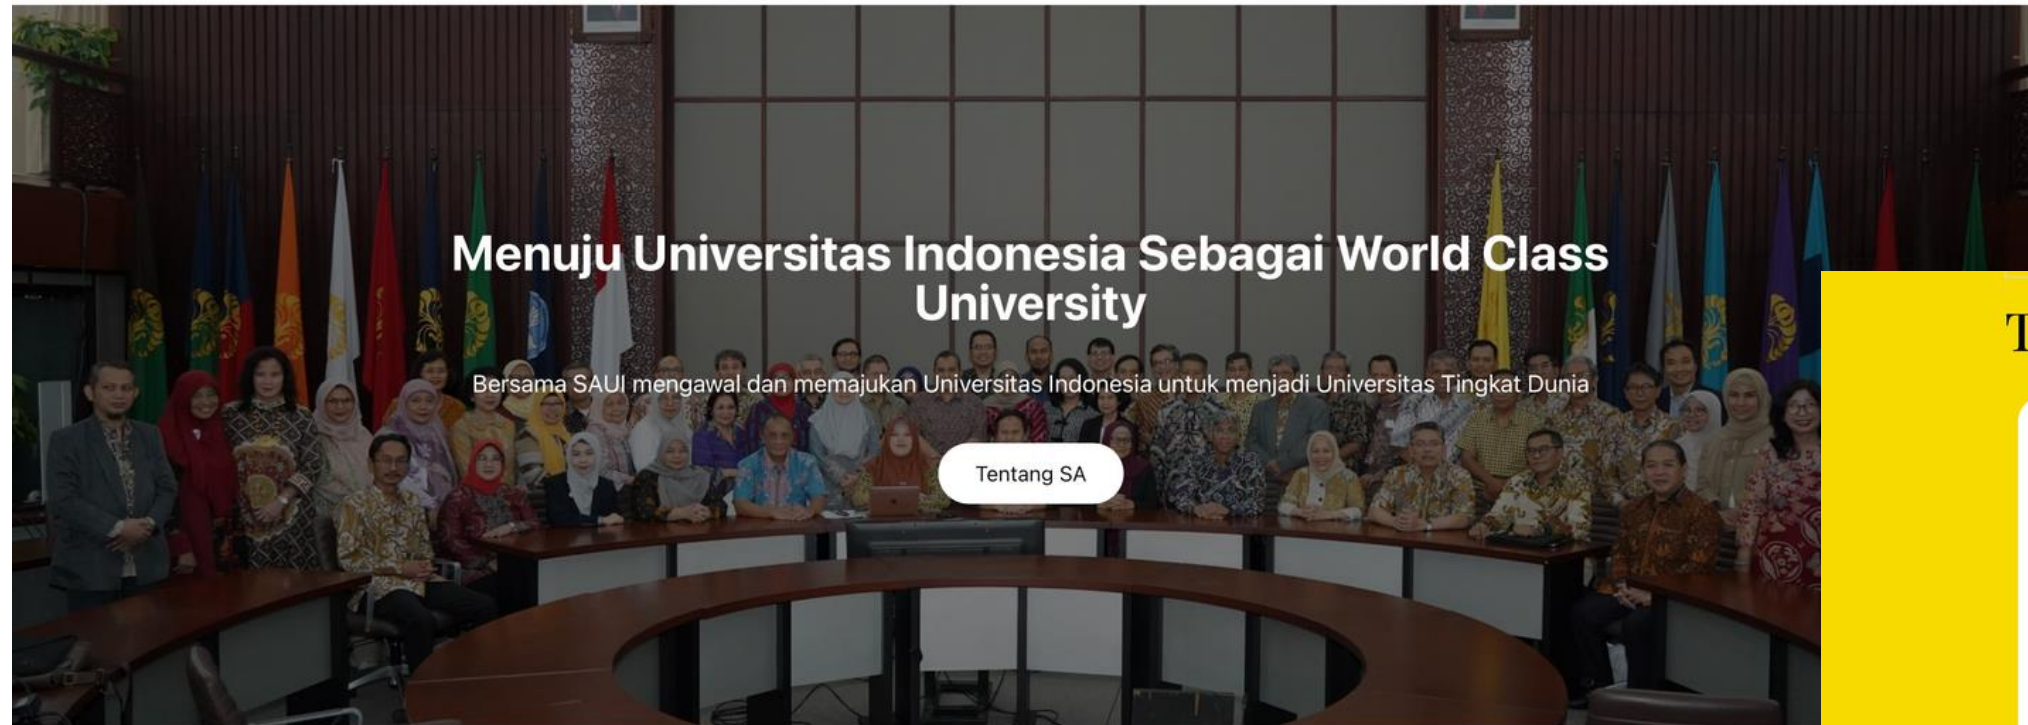 Menuju Universitas Indonesia Sebagai World Class
University
Bersama SAUI mengawal dan memajukan Universitas Indonesia untuk menjadi Universitas Tingkat Dunia
Tentang SA
T